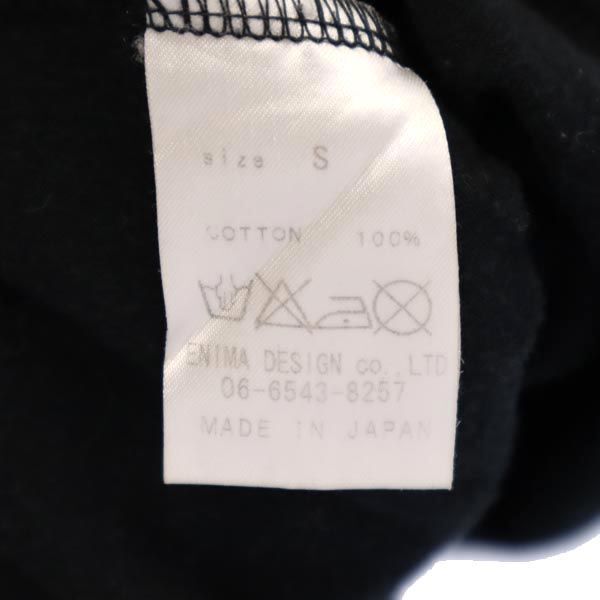 size S
COTTON 100%
ENIMA DESIGN co., LTD
06-6543-8257
MADE IN JAPAN